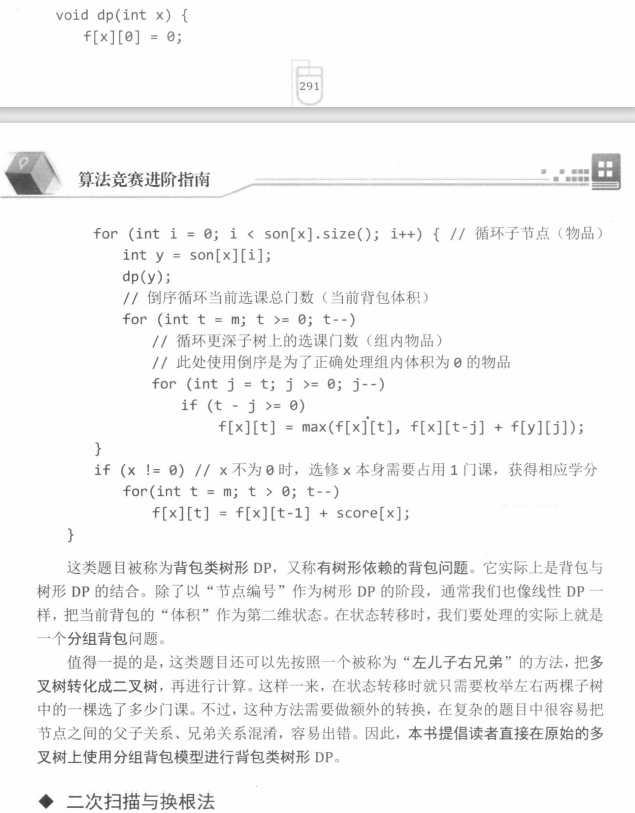 void dp(int x) {
f[x][0] = 0;
291
算法竞赛进阶指南
for (int i = 0; i < son[x].size(); i++) { // 循环子节点（物品）
int y = son[x][i];
dp(y);
// 倒序循环当前选课总门数（当前背包体积）
for (int t = m; t >= 0; t--)
// 循环更深子树上的选课门数（组内物品）
// 此处使用倒序是为了正确处理组内体积为 0 的物品
for (int j = t; j >= 0; j--)
if (t - j >= 0)
f[x][t] = max(f[x][t], f[x][t-j] + f[y][j]);
}
if (x != 0) // x 不为 0 时，选修 x 本身需要占用 1 门课，获得相应学分
for(int t = m; t > 0; t--)
f[x][t] = f[x][t-1] + score[x];
}
这类题目被称为背包类树形 DP，又称有树形依赖的背包问题。它实际上是背包与
树形 DP 的结合。除了以“节点编号”作为树形 DP 的阶段，通常我们也像线性 DP 一
样，把当前背包的“体积”作为第二维状态。在状态转移时，我们要处理的实际上就是
一个分组背包问题。
值得一提的是，这类题目还可以先按照一个被称为“左儿子右兄弟”的方法，把多
叉树转化成二叉树，再进行计算。这样一来，在状态转移时就只需要枚举左右两棵子树
中的一棵选了多少门课。不过，这种方法需要做额外的转换，在复杂的题目中很容易把
节点之间的父子关系、兄弟关系混淆，容易出错。因此，本书提倡读者直接在原始的多
叉树上使用分组背包模型进行背包类树形 DP。
◆ 二次扫描与换根法